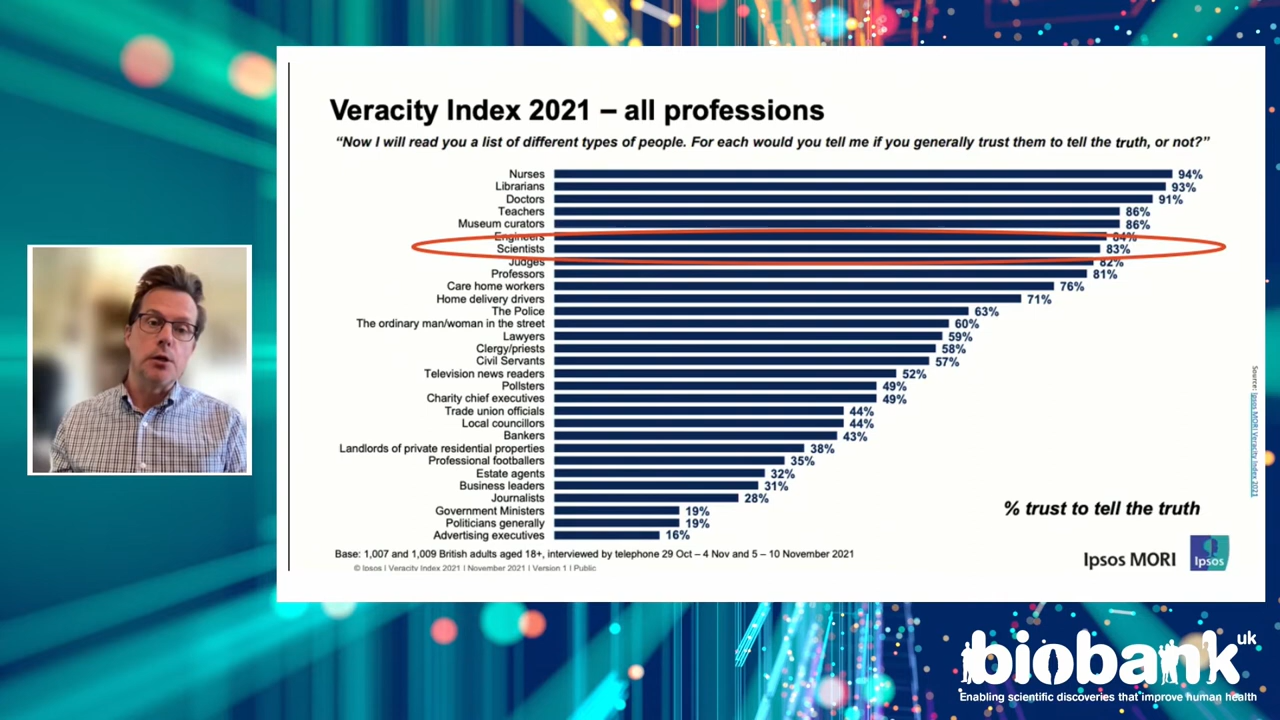 Veracity Index 2021 – all professions
“Now I will read you a list of different types of people. For each would you tell me if you generally trust them to tell the truth, or not?”
Nurses 94%
Librarians 93%
Doctors 91%
Teachers 86%
Museum curators 86%
Engineers 84%
Scientists 83%
Judges 82%
Professors 81%
Care home workers 76%
Home delivery drivers 71%
The Police 63%
The ordinary man/woman in the street 60%
Lawyers 59%
Clergy/priests 58%
Civil Servants 57%
Television news readers 52%
Pollsters 49%
Charity chief executives 49%
Trade union officials 44%
Local councillors 44%
Bankers 43%
Landlords of private residential properties 38%
Professional footballers 35%
Estate agents 32%
Business leaders 31%
Journalists 28%
Government Ministers 19%
Politicians generally 19%
Advertising executives 16%
% trust to tell the truth
Source: Ipsos MORI Veracity Index 2021
Base: 1,007 and 1,009 British adults aged 18+, interviewed by telephone 29 Oct – 4 Nov and 5 – 10 November 2021
© Ipsos | Veracity Index 2021 | November 2021 | Version 1 | Public
Ipsos MORI
Ipsos
biobank uk
Enabling scientific discoveries that improve human health